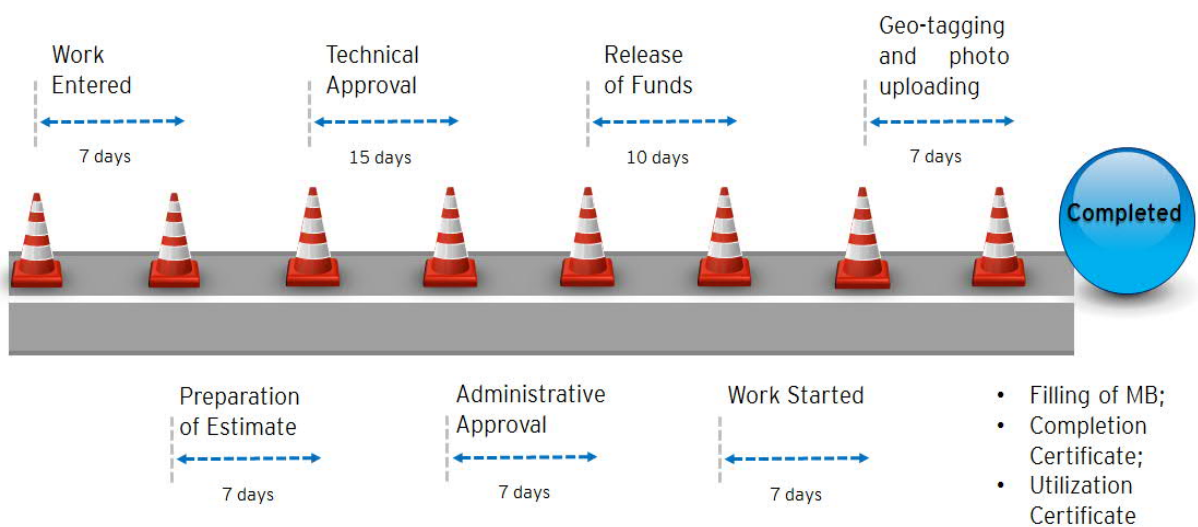 Work
Entered
7 days
Technical
Approval
15 days
Release
of Funds
10 days
Geo-tagging
and photo
uploading
7 days
Completed
Preparation
of Estimate
7 days
Administrative
Approval
7 days
Work Started
7 days
• Filling of MB;
• Completion
Certificate;
• Utilization
Certificate